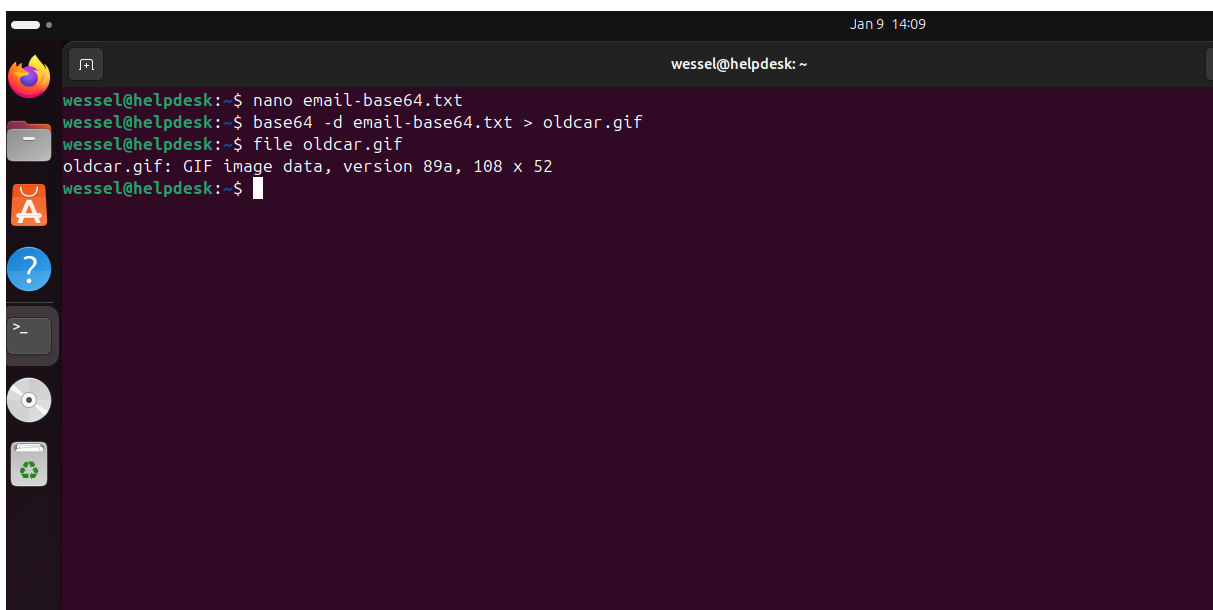 Jan 9 14:09
wessel@helpdesk: ~
wessel@helpdesk:~$ nano email-base64.txt
wessel@helpdesk:~$ base64 -d email-base64.txt > oldcar.gif
wessel@helpdesk:~$ file oldcar.gif
oldcar.gif: GIF image data, version 89a, 108 x 52
wessel@helpdesk:~$